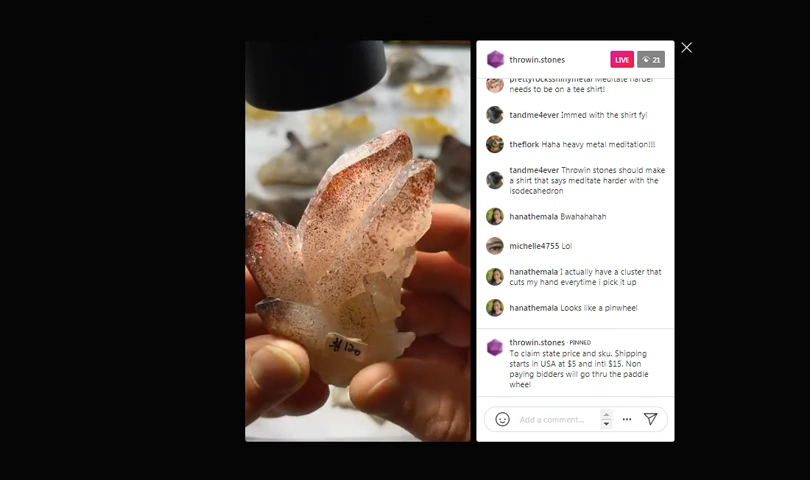 throwin.stones LIVE 21
prettyrocksshinymetal Meditate harder
needs to be on a tee shirt!
tandme4ever Immed with the shirt fyi
theflork Haha heavy metal meditation!!!
tandme4ever Throwin stones should make
a shirt that says meditate harder with the
isodecahedron
hanathemala Bwahahahah
michelle4755 Lol
hanathemala I actually have a cluster that
cuts my hand everytime i pick it up
hanathemala Looks like a pinwheel
throwin.stones · PINNED
To claim state price and sku. Shipping
starts in USA at $5 and intl $15. Non
paying bidders will go thru the paddle
wheel
Add a comment...